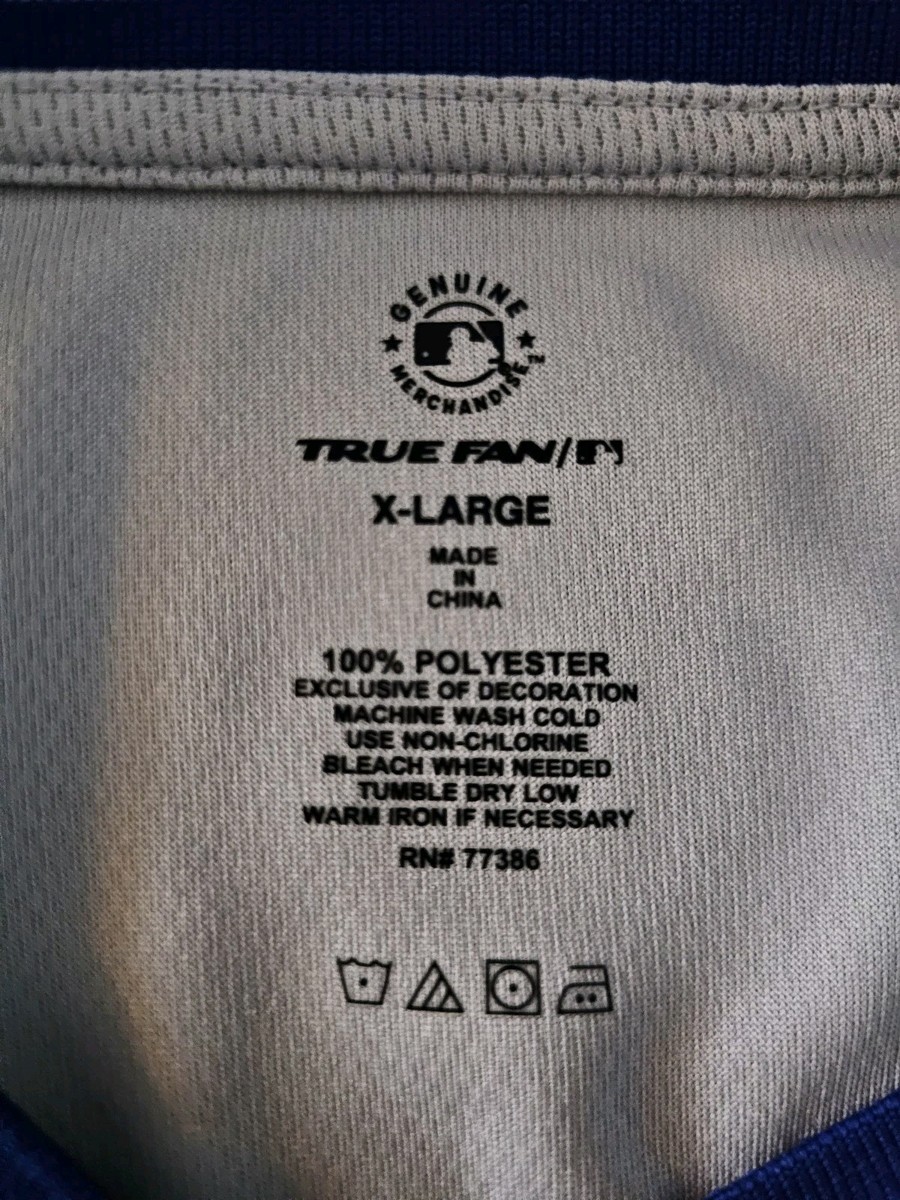 GENUINE
MERCHANDISE™
TRUE FAN/
X-LARGE
MADE
IN
CHINA
100% POLYESTER
EXCLUSIVE OF DECORATION
MACHINE WASH COLD
USE NON-CHLORINE
BLEACH WHEN NEEDED
TUMBLE DRY LOW
WARM IRON IF NECESSARY
RN# 77386